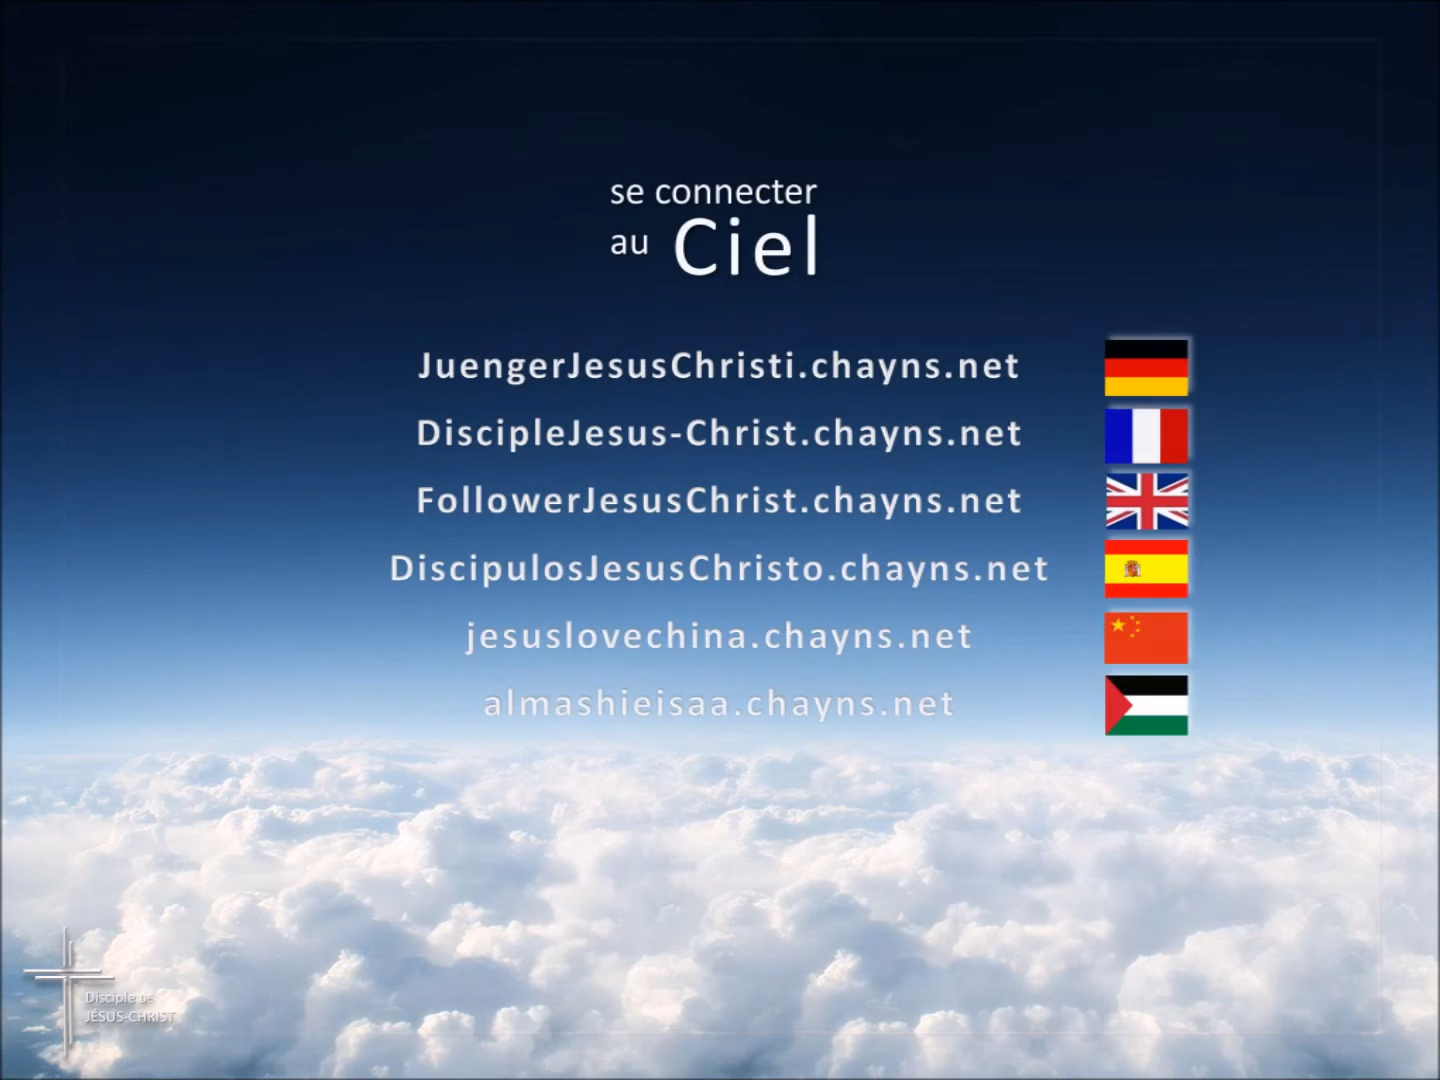 se connecter
au Ciel
JuengerJesusChristi.chayns.net
DiscipleJesus-Christ.chayns.net
FollowerJesusChrist.chayns.net
DiscipulosJesusChristo.chayns.net
jesuslovechina.chayns.net
almashieisaa.chayns.net
Disciple DE
JÉSUS-CHRIST